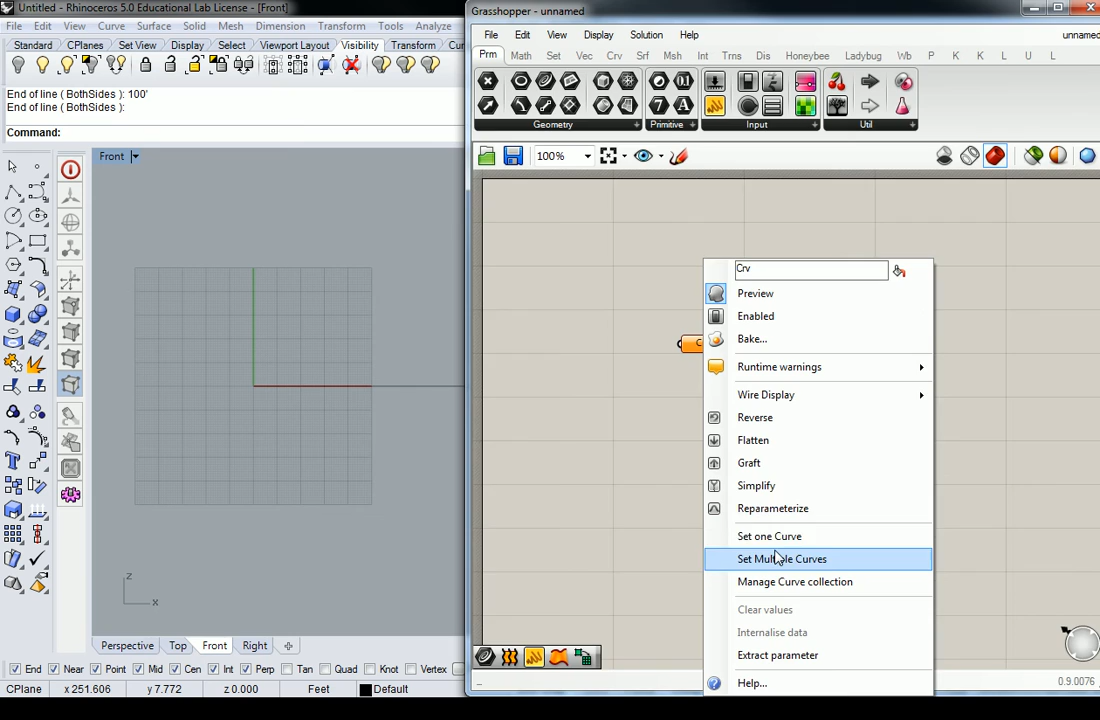 Untitled - Rhinoceros 5.0 Educational Lab License - [Front]
File Edit View Curve Surface Solid Mesh Dimension Transform Tools Analyze
Standard CPlanes Set View Display Select Viewport Layout Visibility Transform
End of line ( BothSides ): 100'
End of line ( BothSides ):
Command:
Front
z
x
Perspective Top Front Right
End Near Point Mid Cen Int Perp Tan Quad Knot Vertex
CPlane x 251.606 y 7.772 z 0.000 Feet Default
Grasshopper - unnamed
File Edit View Display Solution Help unnamed
Prm Math Set Vec Crv Srf Msh Int Trns Dis Honeybee Ladybug Wb P K K L U L
Geometry Primitive Input Util
100%
Crv
Preview
Enabled
Bake...
Runtime warnings
Wire Display
Reverse
Flatten
Graft
Simplify
Reparameterize
Set one Curve
Set Multiple Curves
Manage Curve collection
Clear values
Internalise data
Extract parameter
Help...
0.9.0076